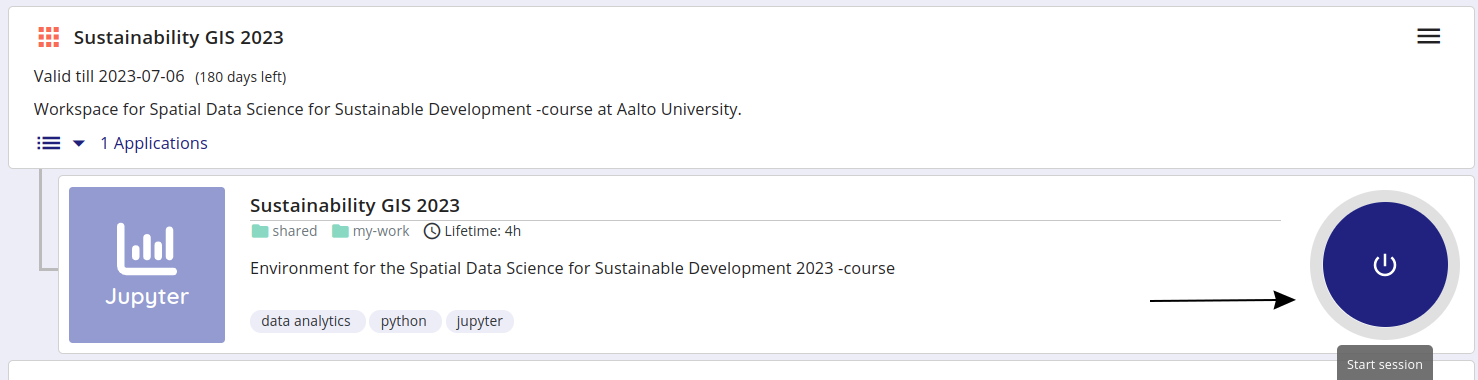 Sustainability GIS 2023
Valid till 2023-07-06 (180 days left)
Workspace for Spatial Data Science for Sustainable Development -course at Aalto University.
1 Applications
Jupyter
Sustainability GIS 2023
shared my-work Lifetime: 4h
Environment for the Spatial Data Science for Sustainable Development 2023 -course
data analytics python jupyter
Start session